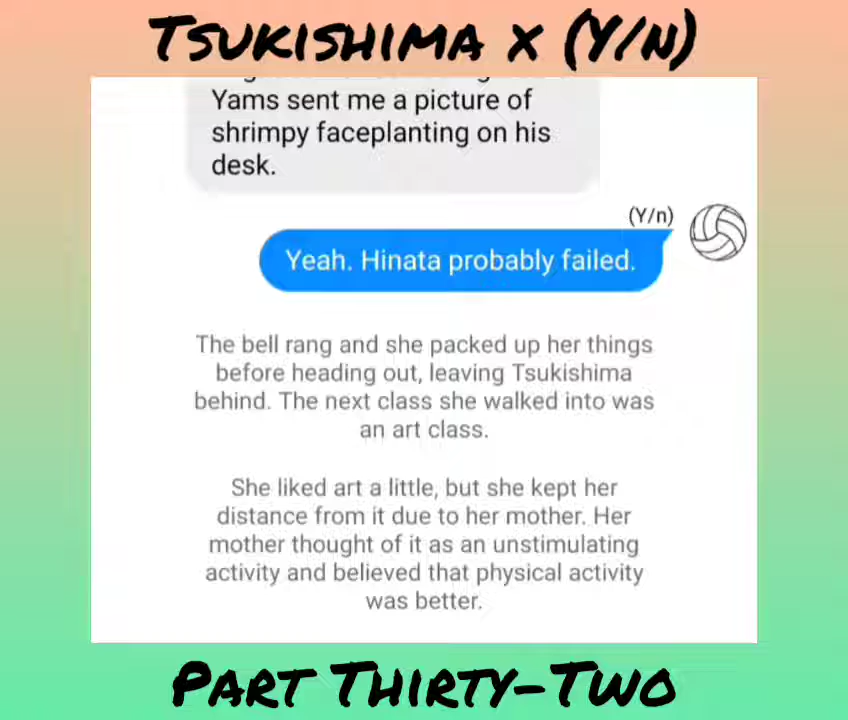 TSUKISHIMA X (Y/N)
Yams sent me a picture of
shrimpy faceplanting on his
desk.
(Y/n)
Yeah. Hinata probably failed.
The bell rang and she packed up her things
before heading out, leaving Tsukishima
behind. The next class she walked into was
an art class.
She liked art a little, but she kept her
distance from it due to her mother. Her
mother thought of it as an unstimulating
activity and believed that physical activity
was better.
PART THIRTY-TWO